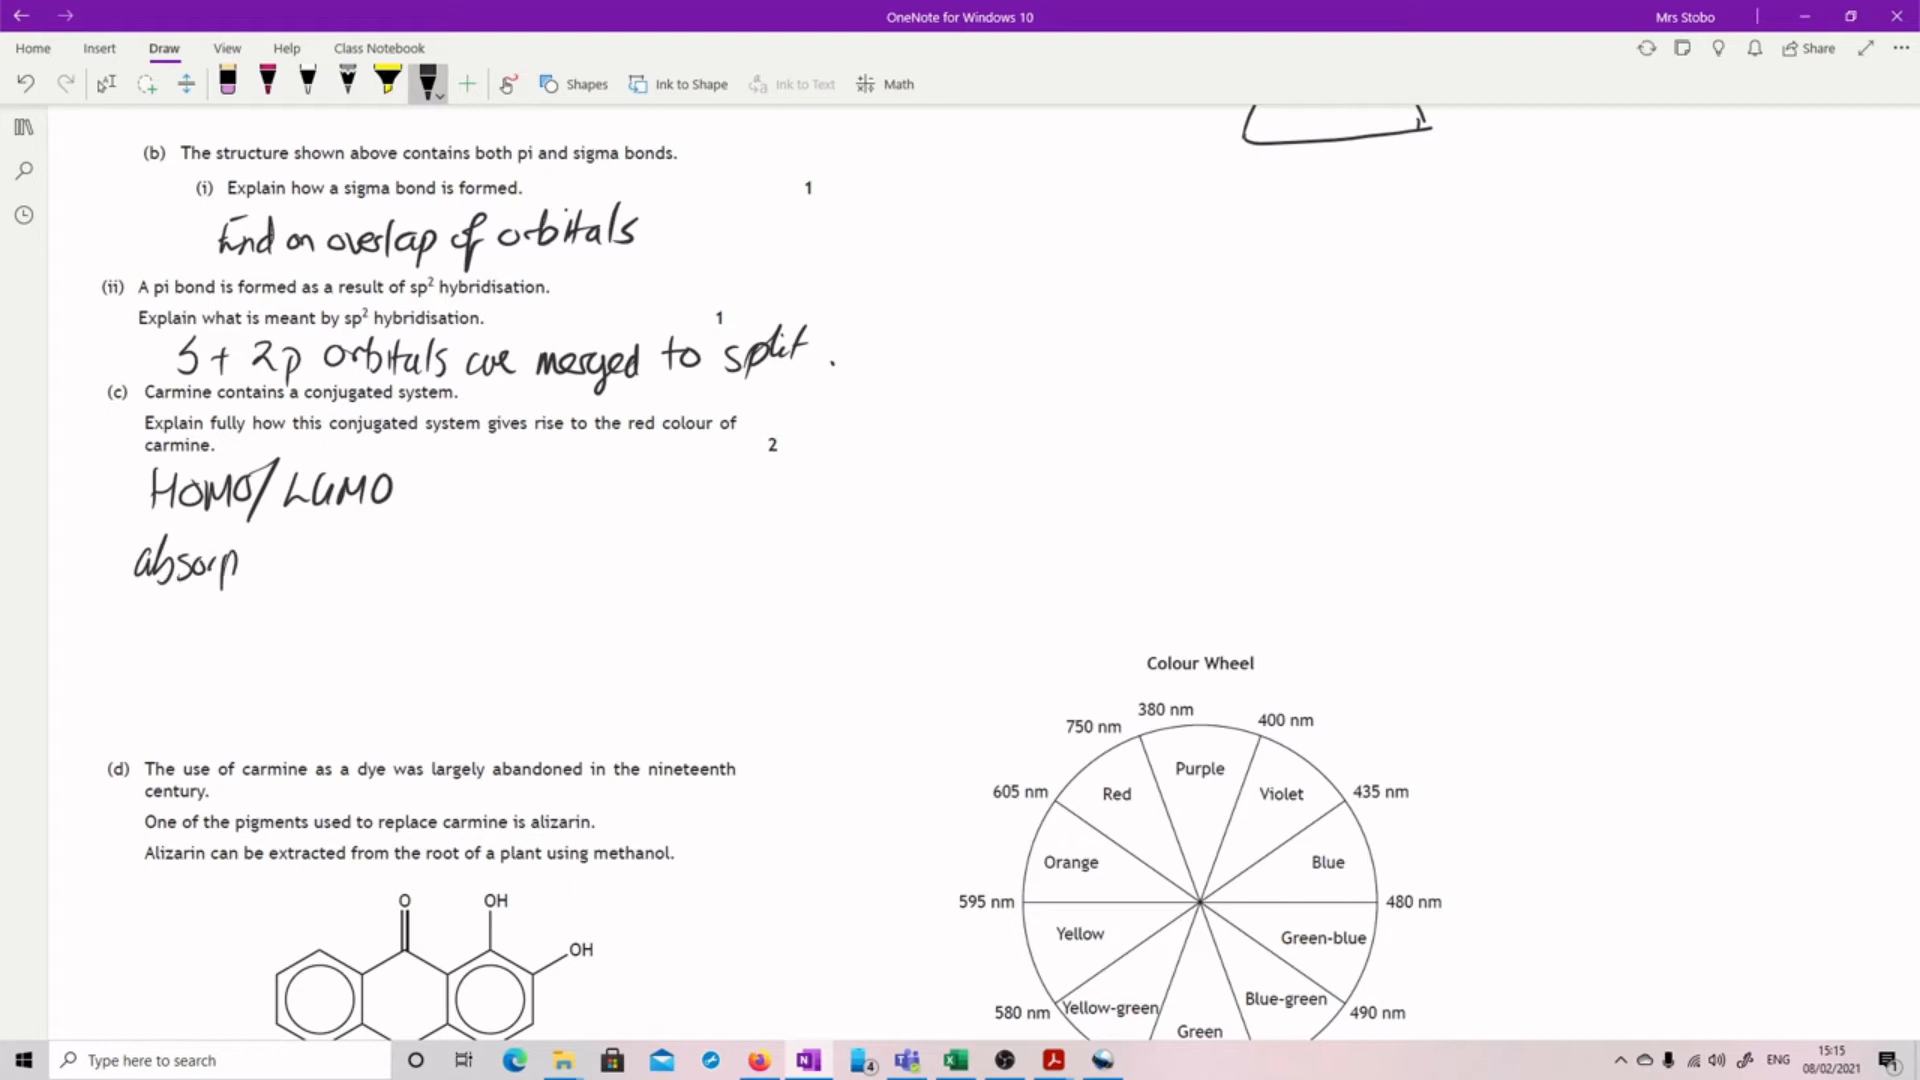 OneNote for Windows 10
Mrs Stobo
Home Insert Draw View Help Class Notebook
Share
Shapes Ink to Shape Ink to Text Math
(b) The structure shown above contains both pi and sigma bonds.
(i) Explain how a sigma bond is formed. 1
End on overlap of orbitals
(ii) A pi bond is formed as a result of sp² hybridisation.
Explain what is meant by sp² hybridisation. 1
S + 2p orbitals are merged to split.
(c) Carmine contains a conjugated system.
Explain fully how this conjugated system gives rise to the red colour of
carmine. 2
HOMO/LUMO
absorp
Colour Wheel
380 nm
750 nm
400 nm
Purple
Red
Violet
605 nm
435 nm
Orange
Blue
595 nm
480 nm
Yellow
Green-blue
Yellow-green
Blue-green
580 nm
490 nm
Green
(d) The use of carmine as a dye was largely abandoned in the nineteenth
century.
One of the pigments used to replace carmine is alizarin.
Alizarin can be extracted from the root of a plant using methanol.
O
OH
OH
Type here to search
4
ENG
15:15
08/02/2021
1